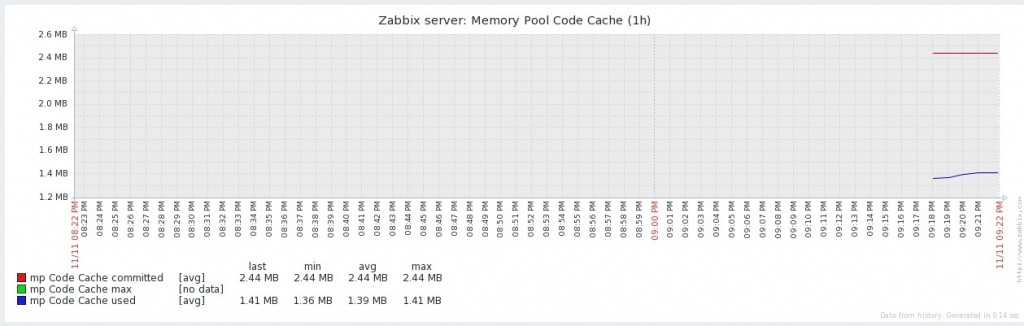 Zabbix server: Memory Pool Code Cache (1h)
2.6 MB
2.4 MB
2.2 MB
2.0 MB
1.8 MB
1.6 MB
1.4 MB
1.2 MB
11/11 08:22 PM
08:23 PM
08:24 PM
08:25 PM
08:26 PM
08:27 PM
08:28 PM
08:29 PM
08:30 PM
08:31 PM
08:32 PM
08:33 PM
08:34 PM
08:35 PM
08:36 PM
08:37 PM
08:38 PM
08:39 PM
08:40 PM
08:41 PM
08:42 PM
08:43 PM
08:44 PM
08:45 PM
08:46 PM
08:47 PM
08:48 PM
08:49 PM
08:50 PM
08:51 PM
08:52 PM
08:53 PM
08:54 PM
08:55 PM
08:56 PM
08:57 PM
08:58 PM
08:59 PM
09:00 PM
09:01 PM
09:02 PM
09:03 PM
09:04 PM
09:05 PM
09:06 PM
09:07 PM
09:08 PM
09:09 PM
09:10 PM
09:11 PM
09:12 PM
09:13 PM
09:14 PM
09:15 PM
09:16 PM
09:17 PM
09:18 PM
09:19 PM
09:20 PM
09:21 PM
11/11 09:22 PM
http://www.zabbix.com
last min avg max
mp Code Cache committed [avg] 2.44 MB 2.44 MB 2.44 MB 2.44 MB
mp Code Cache max [no data]
mp Code Cache used [avg] 1.41 MB 1.36 MB 1.39 MB 1.41 MB
Data from history. Generated in 0.14 sec.